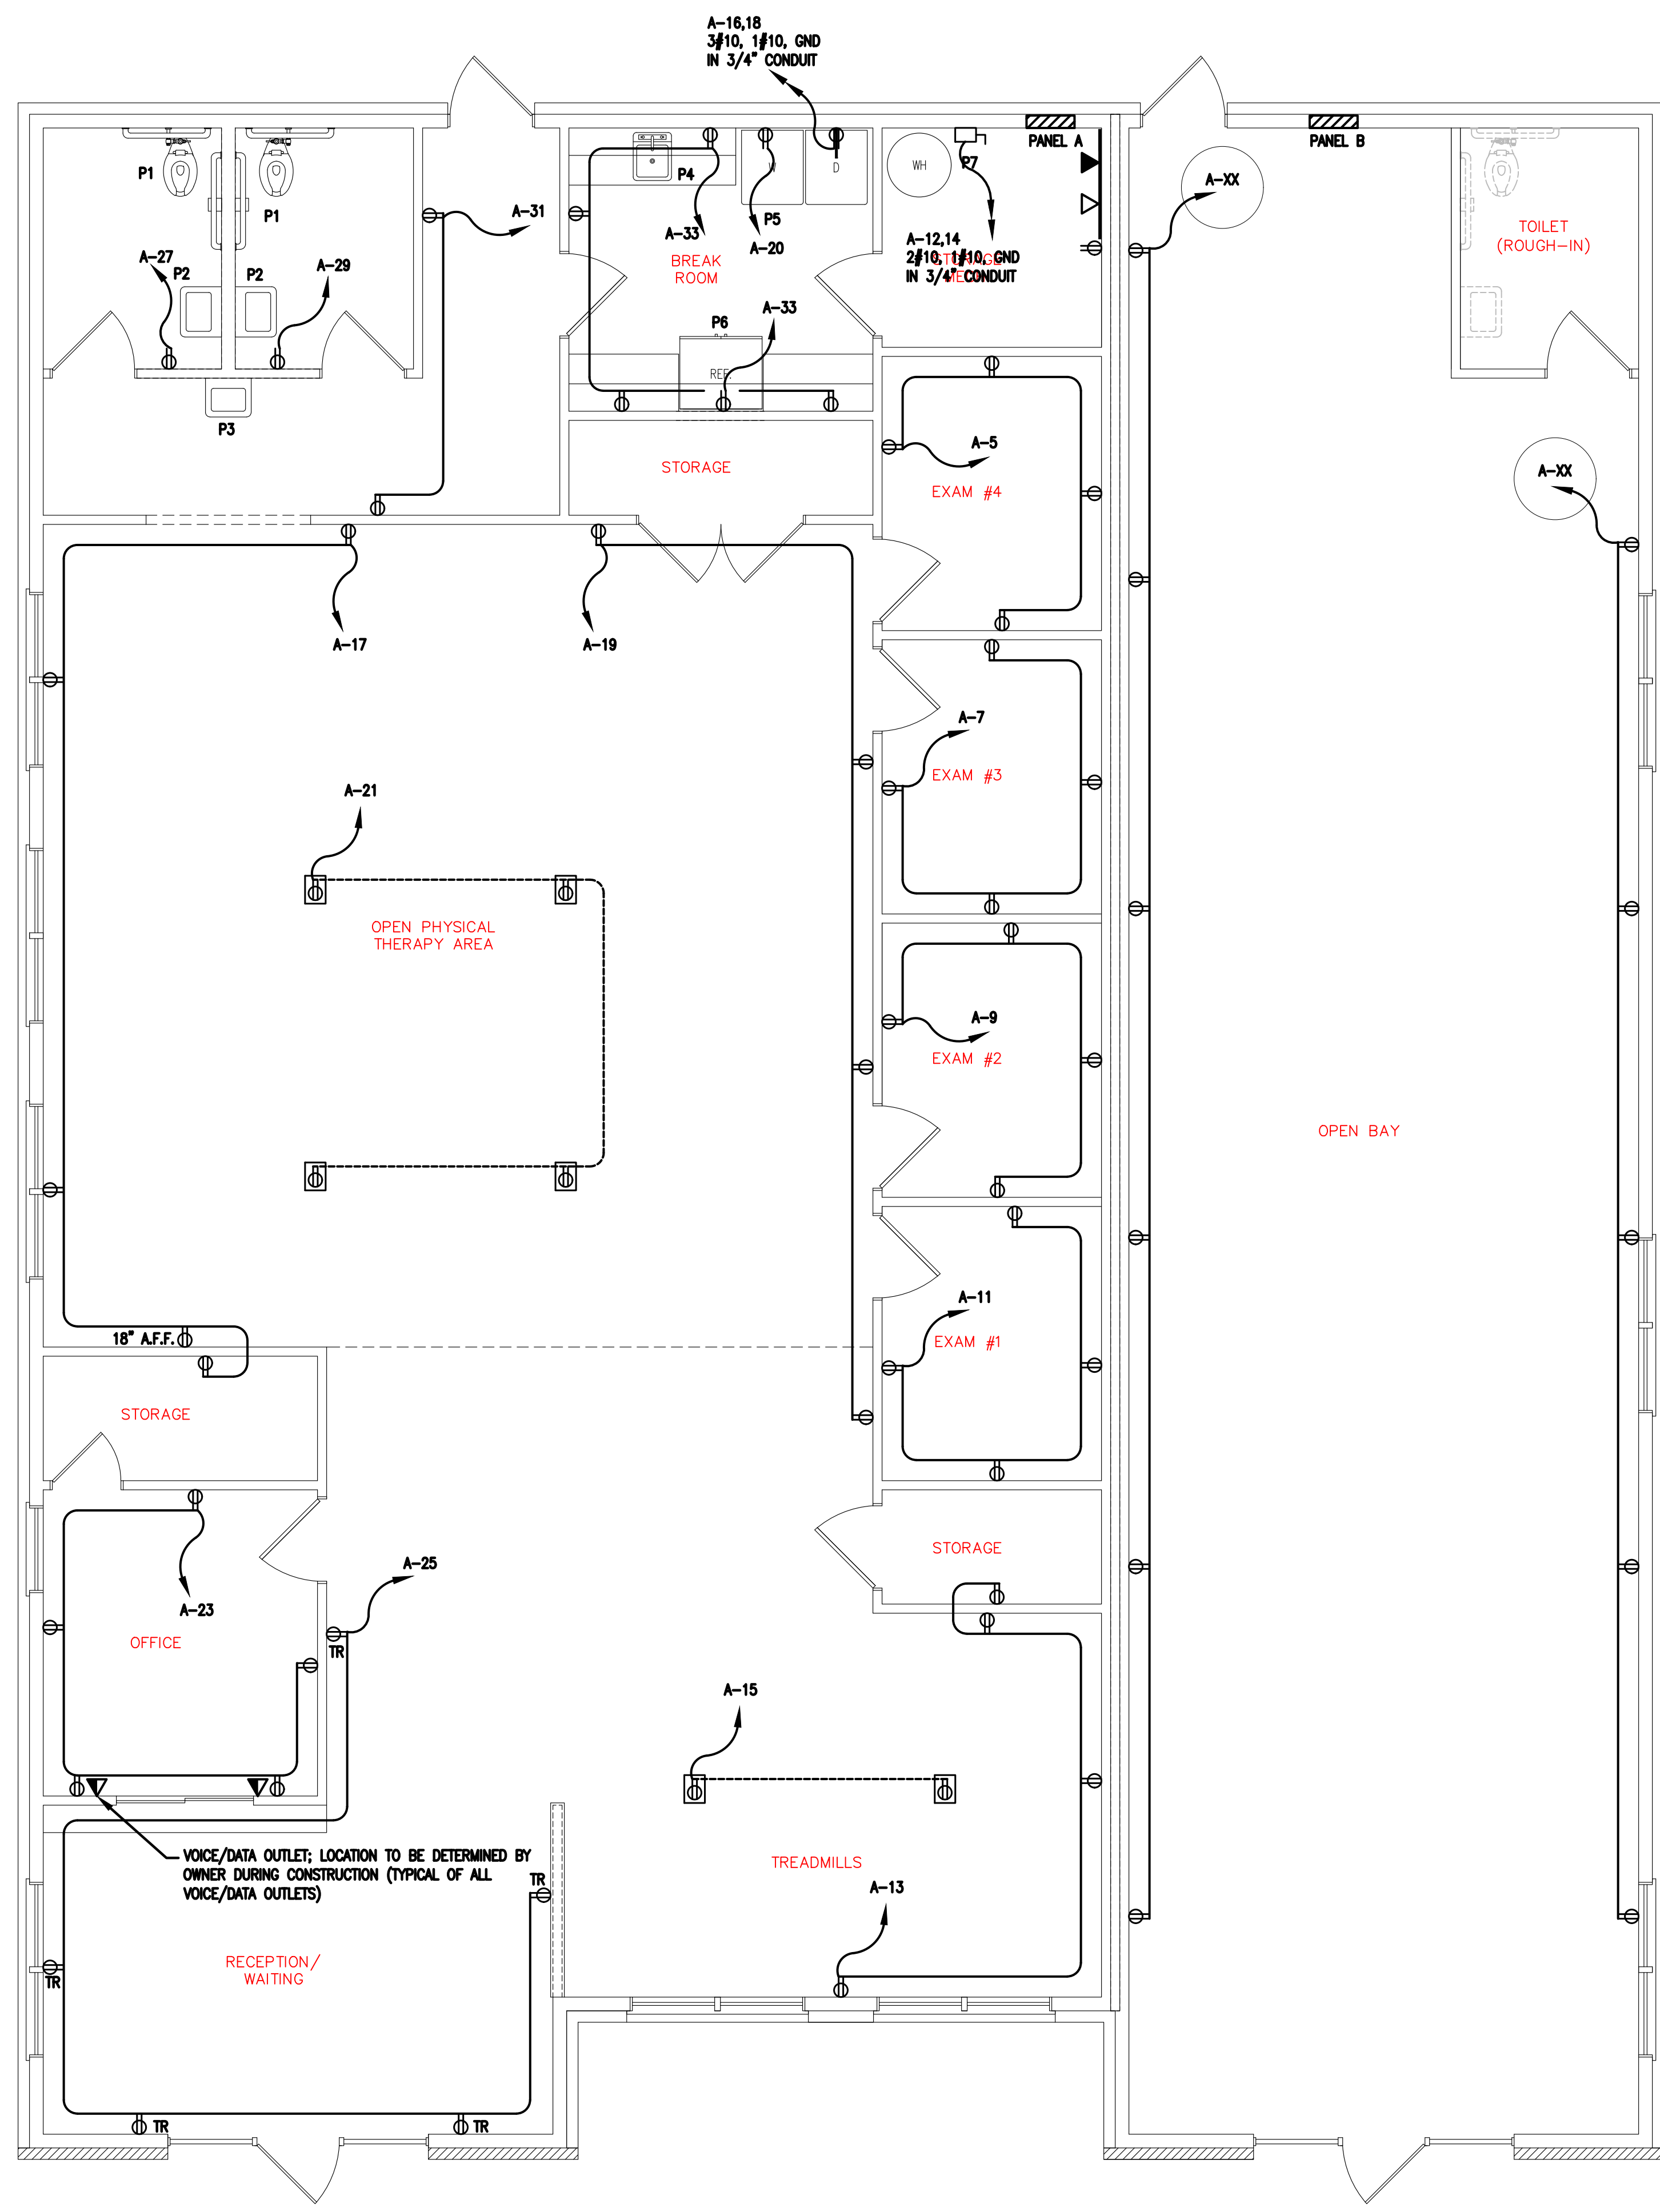 A-16,18
3#10, 1#10, GND
IN 3/4" CONDUIT
PANEL A
PANEL B
P1
P4
W
D
WH
P7
A-XX
A-31
P1
P5
A-33
A-20
TOILET
(ROUGH-IN)
A-27
P2
P2
A-29
BREAK
ROOM
A-12,14
2#10, 1#10, GND
IN 3/4" CONDUIT
STORAGE
A-33
P6
REF.
P3
A-5
STORAGE
EXAM #4
A-XX
A-17
A-19
A-7
EXAM #3
A-21
OPEN PHYSICAL
THERAPY AREA
A-9
EXAM #2
OPEN BAY
A-11
18" A.F.F.
EXAM #1
STORAGE
STORAGE
A-25
A-23
OFFICE
TR
A-15
VOICE/DATA OUTLET; LOCATION TO BE DETERMINED BY
OWNER DURING CONSTRUCTION (TYPICAL OF ALL
VOICE/DATA OUTLETS)
TREADMILLS
TR
A-13
RECEPTION/
WAITING
TR
TR
TR